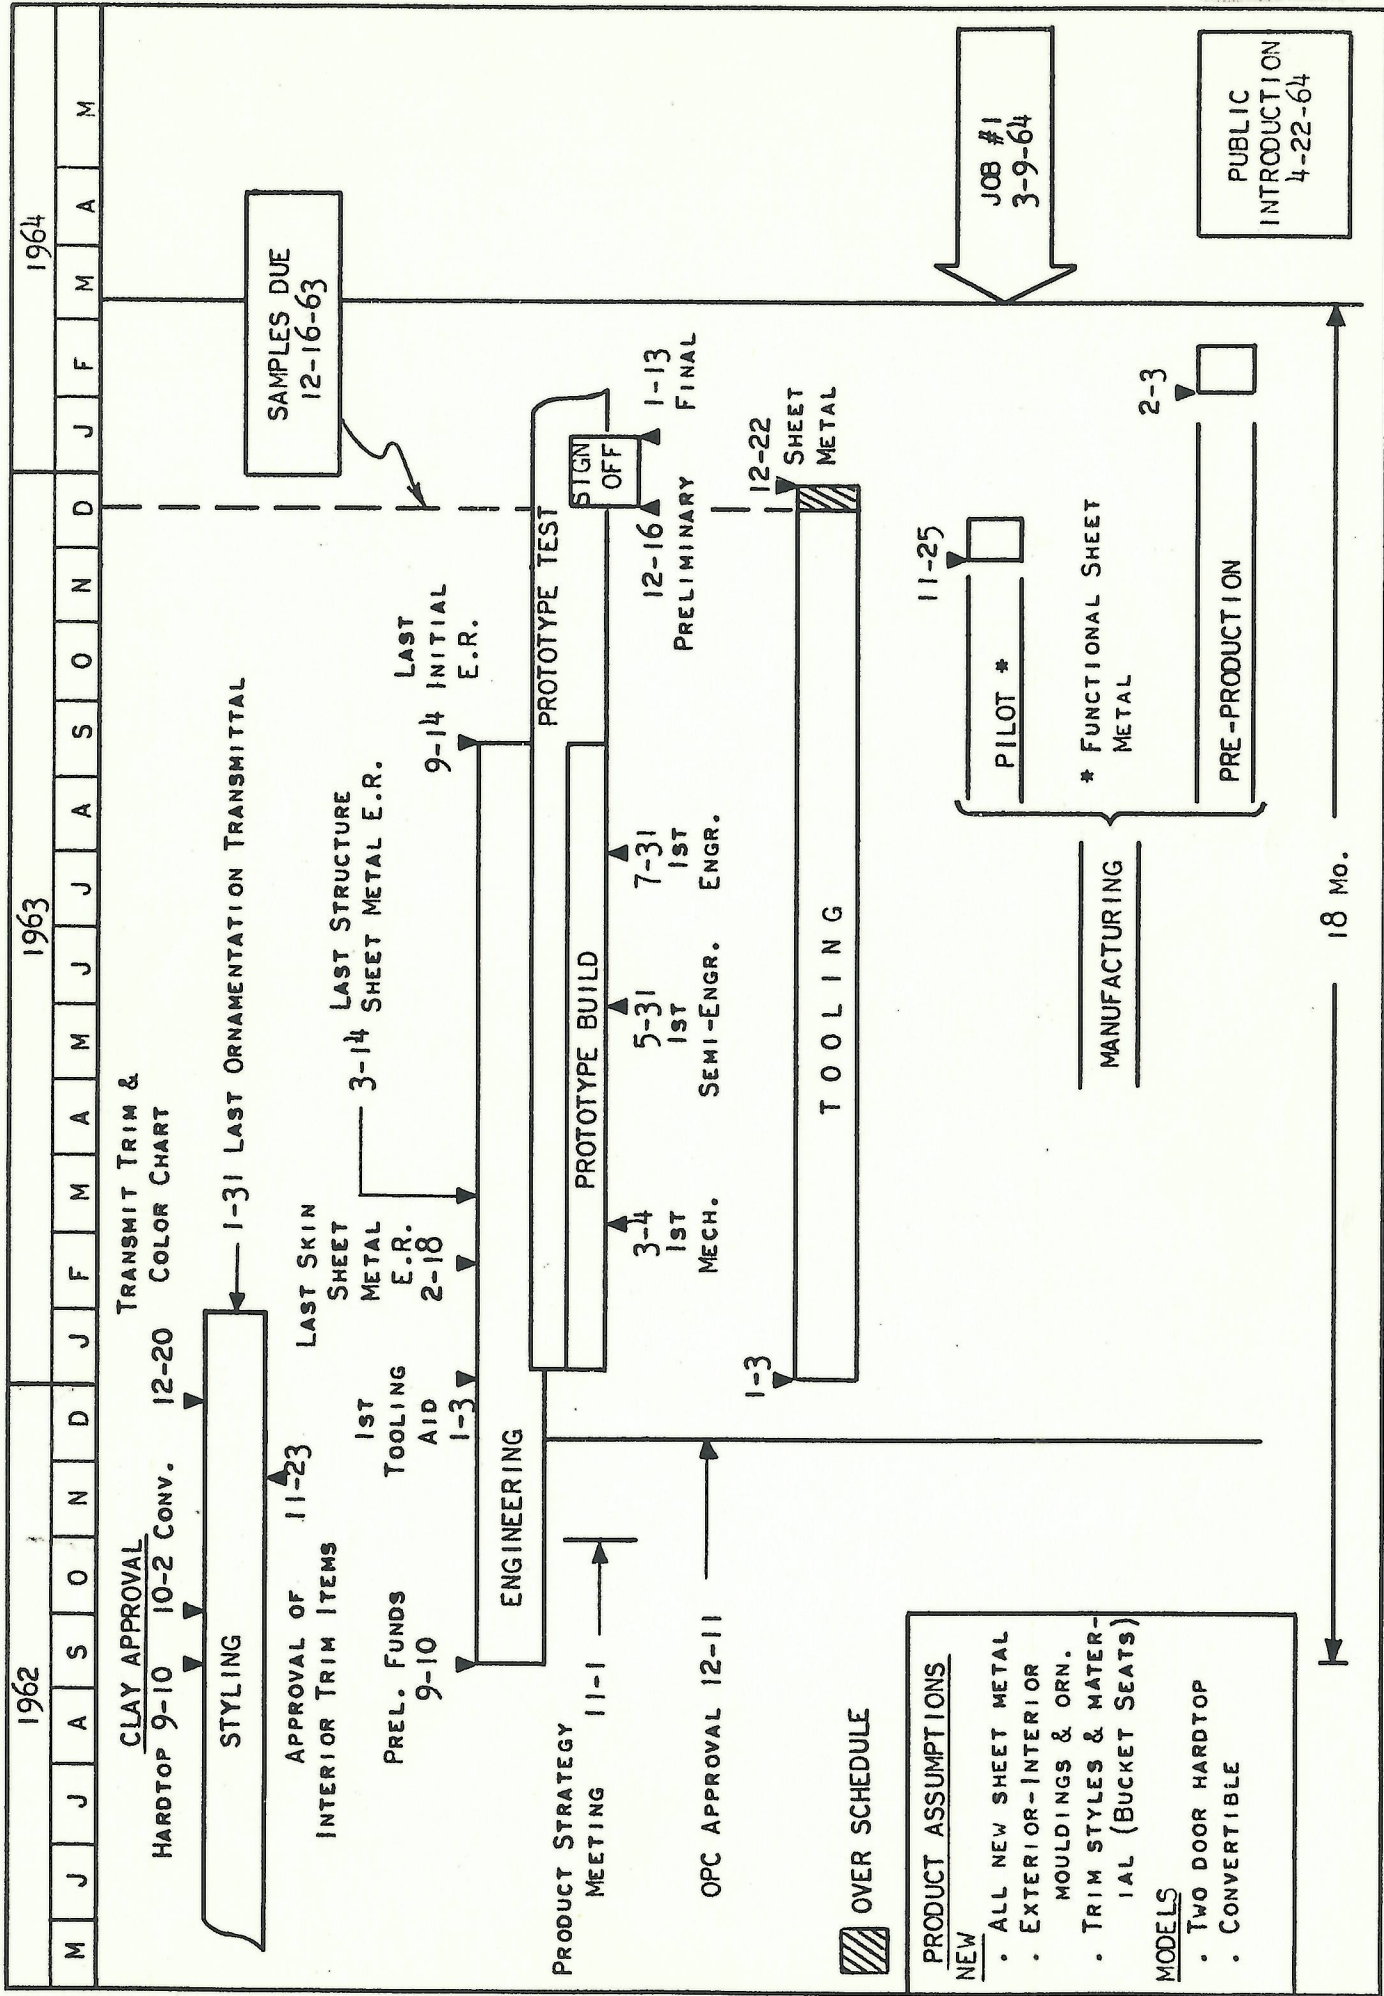 1962 1963 1964
M J J A S O N D J F M A M J J A S O N D J F M A M
CLAY APPROVAL
HARDTOP 9-10 10-2 CONV.
12-20
TRANSMIT TRIM &
COLOR CHART
STYLING
1-31 LAST ORNAMENTATION TRANSMITTAL
11-23
APPROVAL OF
INTERIOR TRIM ITEMS
SAMPLES DUE
12-16-63
PREL. FUNDS
9-10
1ST
TOOLING
AID
1-3
LAST SKIN
SHEET
METAL
E.R.
2-18
3-14
LAST STRUCTURE
SHEET METAL E.R.
9-14
LAST
INITIAL
E.R.
ENGINEERING
PROTOTYPE TEST
PROTOTYPE BUILD
SIGN
OFF
3-4
1ST
MECH.
5-31
1ST
SEMI-ENGR.
7-31
1ST
ENGR.
12-16
PRELIMINARY
1-13
FINAL
PRODUCT STRATEGY
MEETING 11-1
OPC APPROVAL 12-11
1-3
TOOLING
12-22
SHEET
METAL
OVER SCHEDULE
MANUFACTURING
PILOT *
11-25
* FUNCTIONAL SHEET
METAL
PRE-PRODUCTION
2-3
JOB #1
3-9-64
PUBLIC
INTRODUCTION
4-22-64
PRODUCT ASSUMPTIONS
NEW
· ALL NEW SHEET METAL
· EXTERIOR-INTERIOR
MOULDINGS & ORN.
· TRIM STYLES & MATER-
IAL (BUCKET SEATS)
MODELS
· TWO DOOR HARDTOP
· CONVERTIBLE
18 MO.